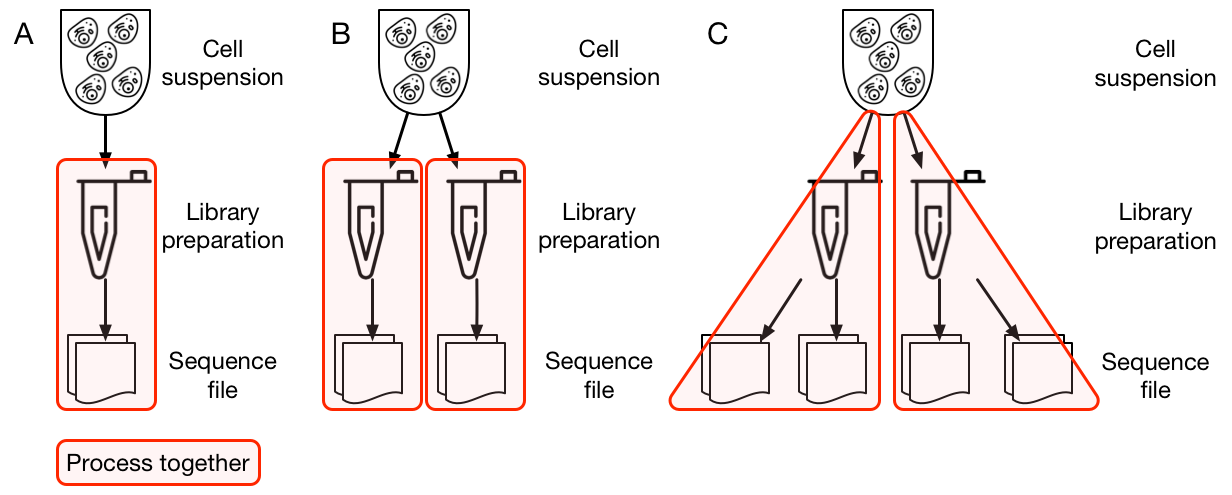 A
Cell
suspension
Library
preparation
Sequence
file
B
Cell
suspension
Library
preparation
Sequence
file
C
Cell
suspension
Library
preparation
Sequence
file
Process together